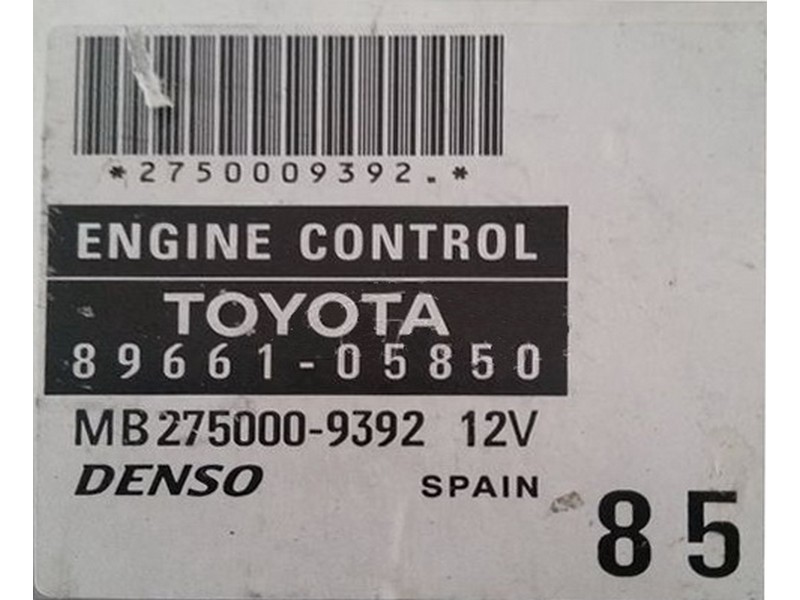 *2750009392.*
ENGINE CONTROL
TOYOTA
89661-05850
MB275000-9392 12V
DENSO SPAIN
85